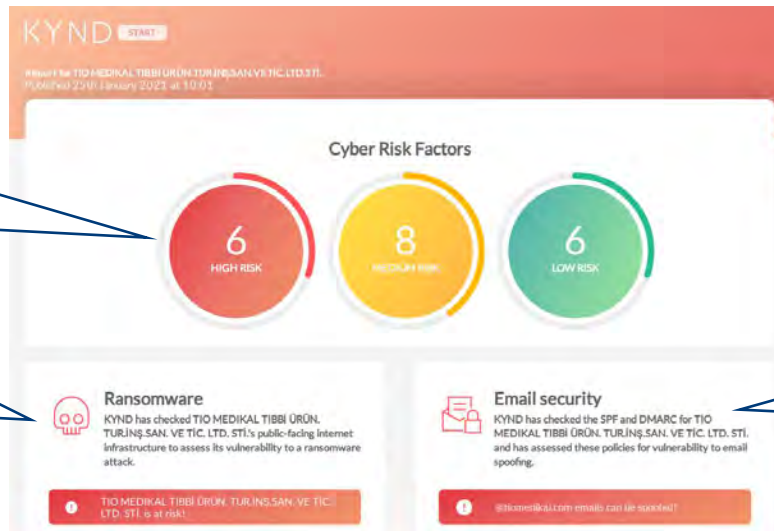 KYND START
Report for TIO MEDIKAL TIBBİ ÜRÜN.TUR.İNŞ.SAN.VE TİC.LTD.STİ.
Published 25th January 2021 at 10:01
Cyber Risk Factors
6
HIGH RISK
8
MEDIUM RISK
6
LOW RISK
Ransomware
KYND has checked TIO MEDIKAL TIBBİ ÜRÜN.
TUR.İNŞ.SAN. VE TİC. LTD. STİ.'s public-facing internet
infrastructure to assess its vulnerability to a ransomware
attack.
TIO MEDIKAL TIBBİ ÜRÜN. TUR.İNŞ.SAN. VE TİC.
LTD. STİ. is at risk!
Email security
KYND has checked the SPF and DMARC for TIO
MEDIKAL TIBBİ ÜRÜN. TUR.İNŞ.SAN. VE TİC. LTD. STİ.
and has assessed these policies for vulnerability to email
spoofing.
@tiomedikal.com emails can be spoofed!